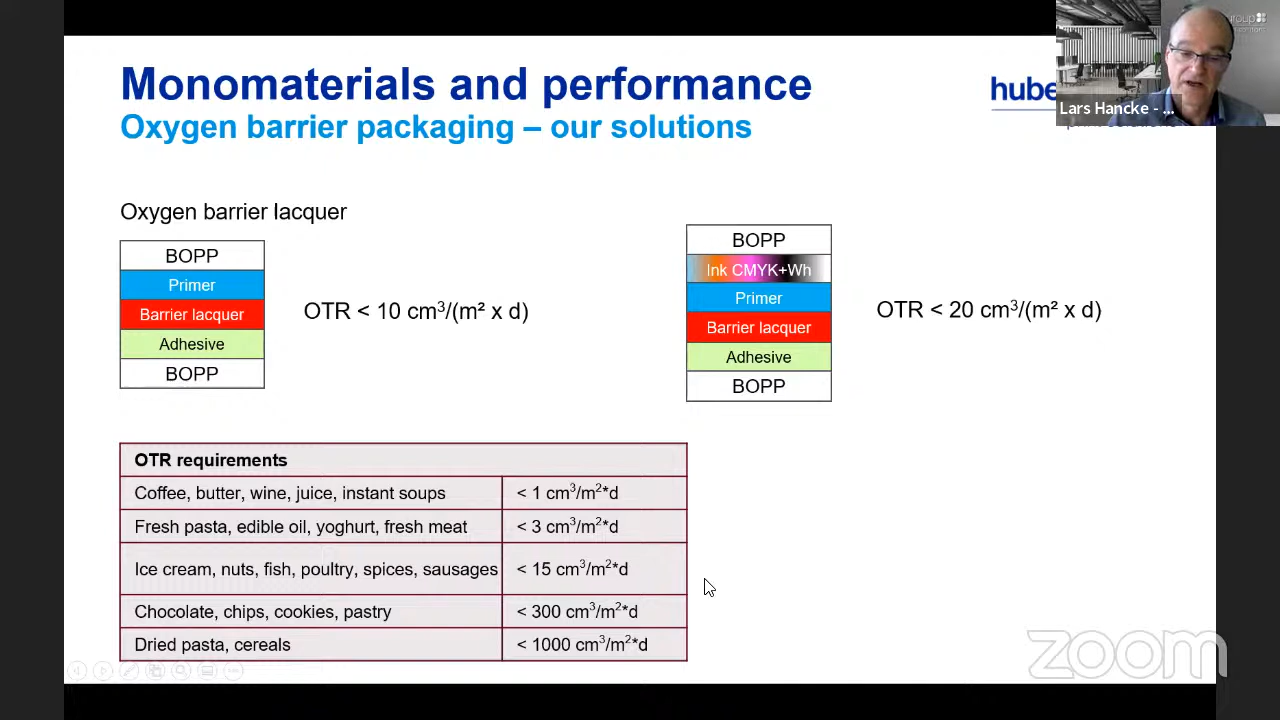 Monomaterials and performance
Oxygen barrier packaging – our solutions
hube
group
Lars Hancke - ...
Oxygen barrier lacquer
BOPP
Primer
Barrier lacquer
Adhesive
BOPP
OTR < 10 cm³/(m² x d)
BOPP
Ink CMYK+Wh
Primer
Barrier lacquer
Adhesive
BOPP
OTR < 20 cm³/(m² x d)
OTR requirements
Coffee, butter, wine, juice, instant soups < 1 cm³/m²*d
Fresh pasta, edible oil, yoghurt, fresh meat < 3 cm³/m²*d
Ice cream, nuts, fish, poultry, spices, sausages < 15 cm³/m²*d
Chocolate, chips, cookies, pastry < 300 cm³/m²*d
Dried pasta, cereals < 1000 cm³/m²*d
zoom